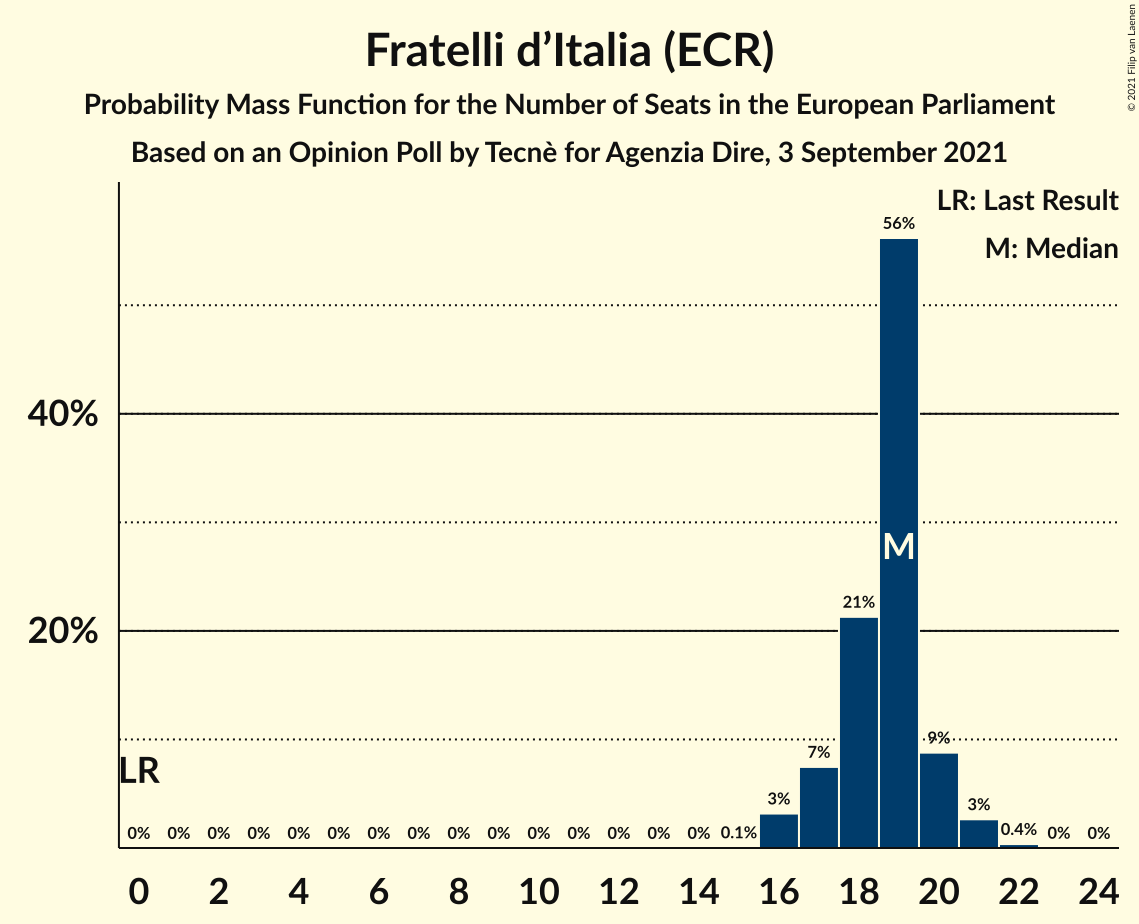 Fratelli d’Italia (ECR)
Probability Mass Function for the Number of Seats in the European Parliament
Based on an Opinion Poll by Tecnè for Agenzia Dire, 3 September 2021
© 2021 Filip van Laenen
LR: Last Result
M: Median
56%
40%
M
21%
20%
9%
7%
LR
3%
3%
0% 0% 0% 0% 0% 0% 0% 0% 0% 0% 0% 0% 0% 0% 0% 0.1% 0.4% 0% 0%
0 2 4 6 8 10 12 14 16 18 20 22 24